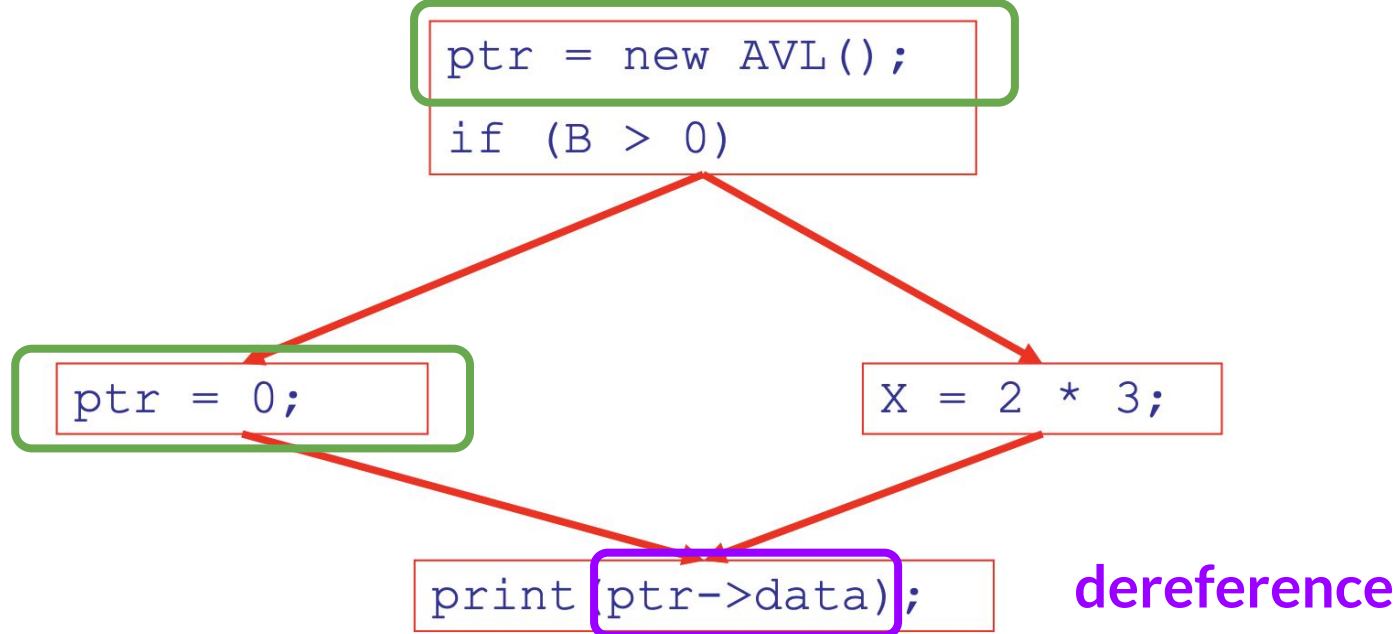 ptr = new AVL();
if (B > 0)
ptr = 0;
X = 2 * 3;
print(ptr->data);
dereference